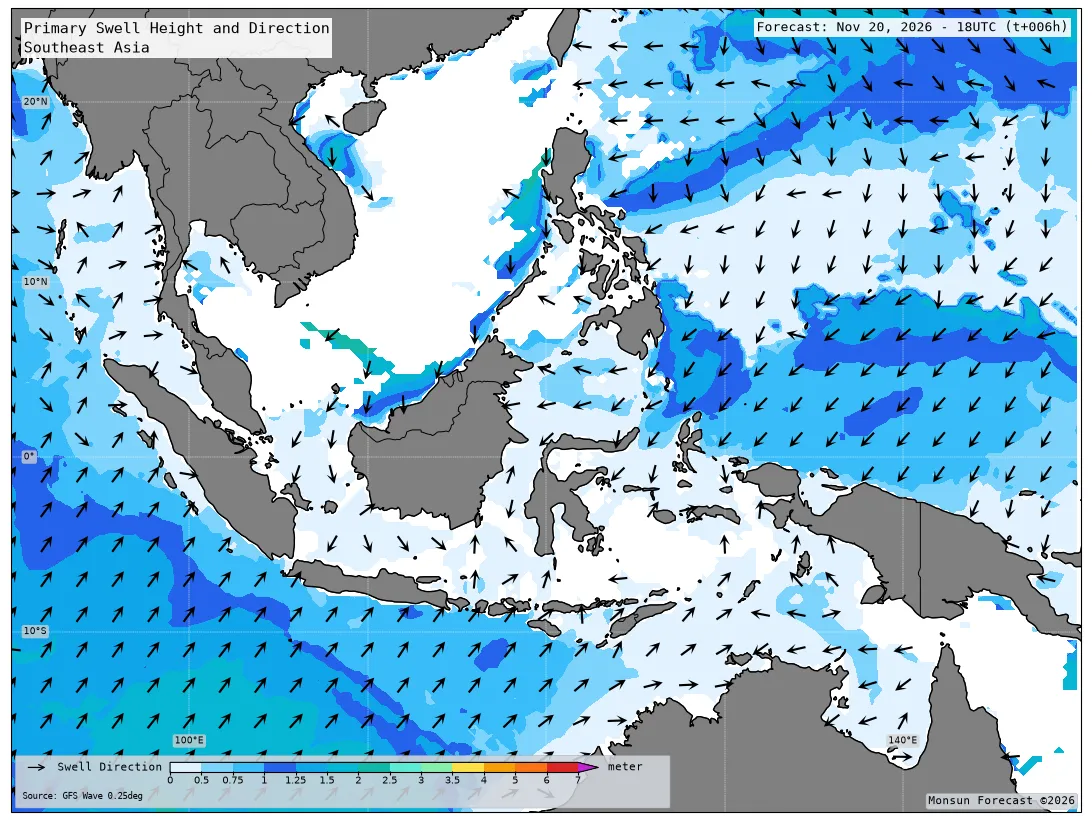 Primary Swell Height and Direction
Southeast Asia
Forecast: Nov 20, 2026 - 18UTC (t+006h)
20°N
10°N
0°
10°S
100°E
140°E
Swell Direction
0 0.5 0.75 1 1.25 1.5 2 2.5 3 3.5 4 5 6 7
meter
Source: GFS Wave 0.25deg
Monsun Forecast ©2026